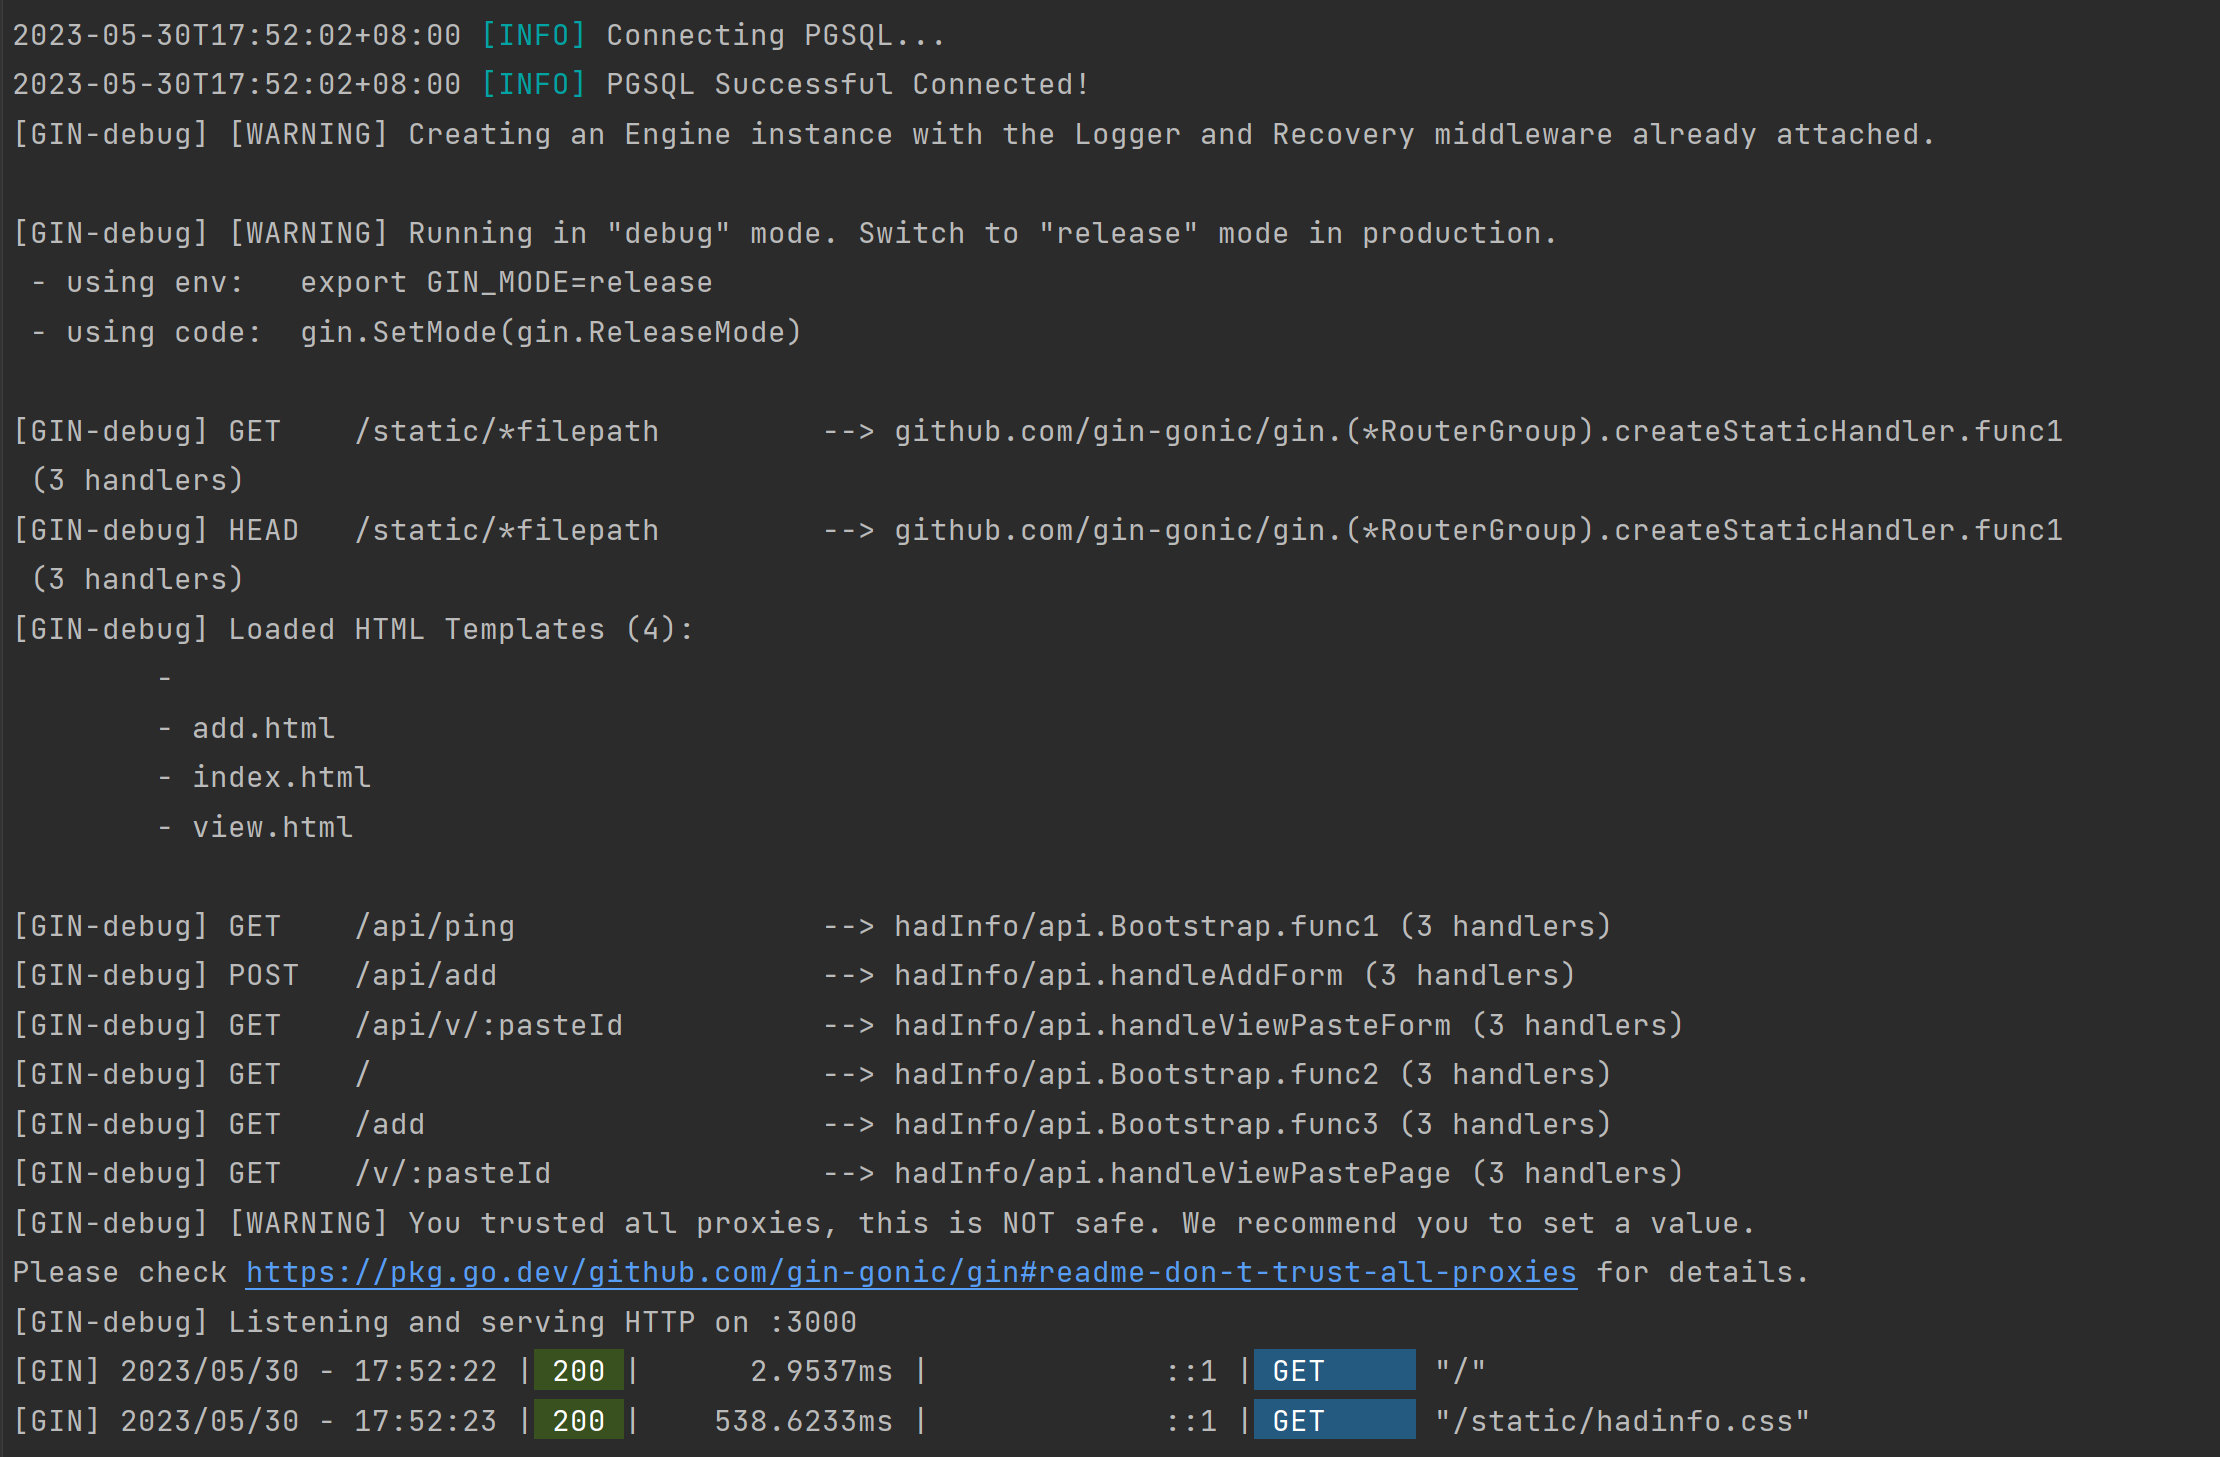 2023-05-30T17:52:02+08:00 [INFO] Connecting PGSQL...
2023-05-30T17:52:02+08:00 [INFO] PGSQL Successful Connected!
[GIN-debug] [WARNING] Creating an Engine instance with the Logger and Recovery middleware already attached.

[GIN-debug] [WARNING] Running in "debug" mode. Switch to "release" mode in production.
 - using env:   export GIN_MODE=release
 - using code:  gin.SetMode(gin.ReleaseMode)

[GIN-debug] GET    /static/*filepath         --> github.com/gin-gonic/gin.(*RouterGroup).createStaticHandler.func1
 (3 handlers)
[GIN-debug] HEAD   /static/*filepath         --> github.com/gin-gonic/gin.(*RouterGroup).createStaticHandler.func1
 (3 handlers)
[GIN-debug] Loaded HTML Templates (4):
        -
        - add.html
        - index.html
        - view.html

[GIN-debug] GET    /api/ping                 --> hadInfo/api.Bootstrap.func1 (3 handlers)
[GIN-debug] POST   /api/add                  --> hadInfo/api.handleAddForm (3 handlers)
[GIN-debug] GET    /api/v/:pasteId           --> hadInfo/api.handleViewPasteForm (3 handlers)
[GIN-debug] GET    /                         --> hadInfo/api.Bootstrap.func2 (3 handlers)
[GIN-debug] GET    /add                      --> hadInfo/api.Bootstrap.func3 (3 handlers)
[GIN-debug] GET    /v/:pasteId               --> hadInfo/api.handleViewPastePage (3 handlers)
[GIN-debug] [WARNING] You trusted all proxies, this is NOT safe. We recommend you to set a value.
Please check https://pkg.go.dev/github.com/gin-gonic/gin#readme-don-t-trust-all-proxies for details.
[GIN-debug] Listening and serving HTTP on :3000
[GIN] 2023/05/30 - 17:52:22 | 200 |      2.9537ms |             ::1 | GET      "/"
[GIN] 2023/05/30 - 17:52:23 | 200 |    538.6233ms |             ::1 | GET      "/static/hadinfo.css"